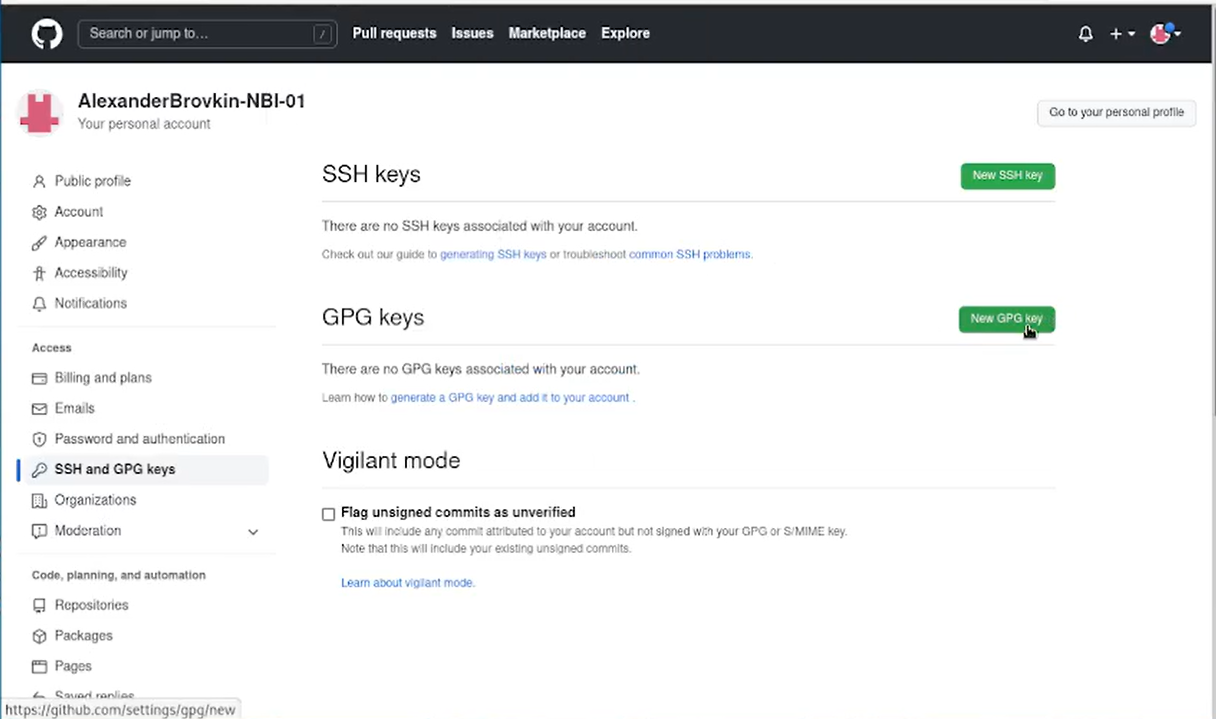 Search or jump to...
/
Pull requests
Issues
Marketplace
Explore
AlexanderBrovkin-NBI-01
Your personal account
Go to your personal profile
Public profile
Account
Appearance
Accessibility
Notifications
Access
Billing and plans
Emails
Password and authentication
SSH and GPG keys
Organizations
Moderation
Code, planning, and automation
Repositories
Packages
Pages
Saved replies
SSH keys
New SSH key
There are no SSH keys associated with your account.
Check out our guide to generating SSH keys or troubleshoot common SSH problems.
GPG keys
New GPG key
There are no GPG keys associated with your account.
Learn how to generate a GPG key and add it to your account .
Vigilant mode
Flag unsigned commits as unverified
This will include any commit attributed to your account but not signed with your GPG or S/MIME key.
Note that this will include your existing unsigned commits.
Learn about vigilant mode.
https://github.com/settings/gpg/new